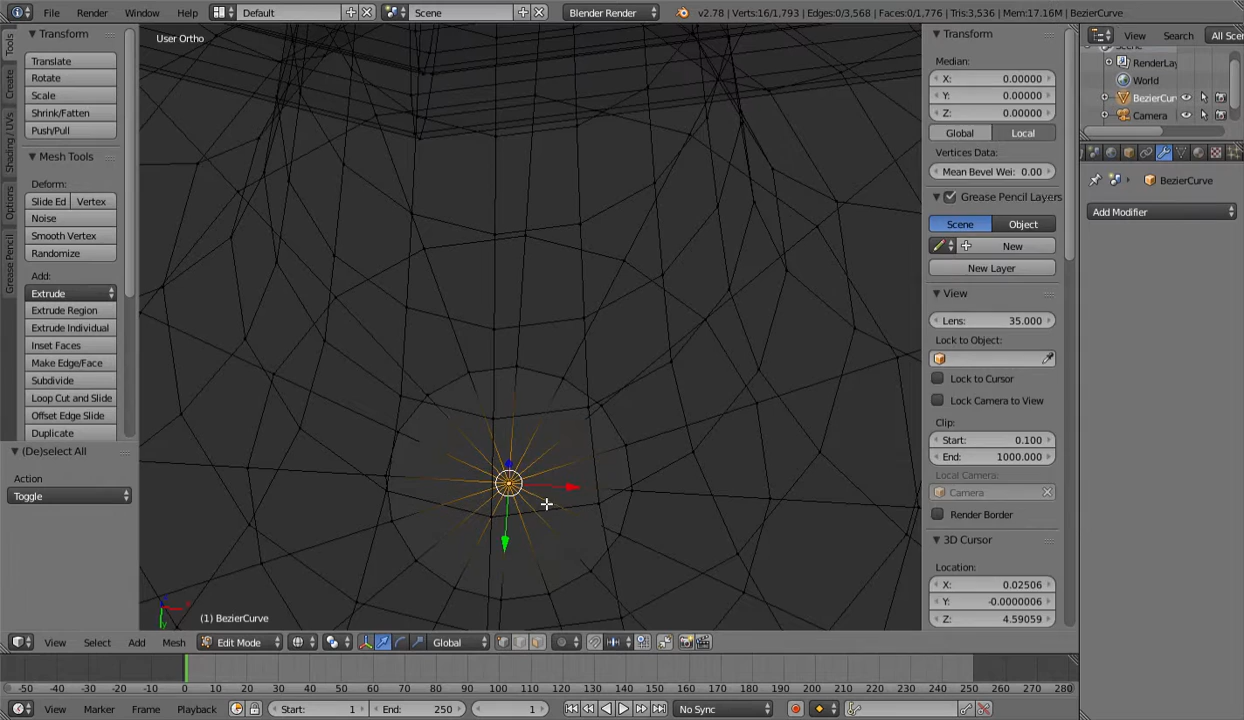 File Render Window Help Default Scene Blender Render v2.78 | Verts:16/1,793 | Edges:0/3,568 | Faces:0/1,776 | Tris:3,536 | Mem:17.16M | BezierCurve
Tools
Create
Shading / UVs
Options
Grease Pencil
Transform
Translate
Rotate
Scale
Shrink/Fatten
Push/Pull
Mesh Tools
Deform:
Slide Ed Vertex
Noise
Smooth Vertex
Randomize
Add:
Extrude
Extrude Region
Extrude Individual
Inset Faces
Make Edge/Face
Subdivide
Loop Cut and Slide
Offset Edge Slide
Duplicate
(De)select All
Action
Toggle
User Ortho
(1) BezierCurve
Transform
Median:
X: 0.00000
Y: 0.00000
Z: 0.00000
Global Local
Vertices Data:
Mean Bevel Wei: 0.00
Grease Pencil Layers
Scene Object
New
New Layer
View
Lens: 35.000
Lock to Object:
Lock to Cursor
Lock Camera to View
Clip:
Start: 0.100
End: 1000.000
Local Camera:
Camera
Render Border
3D Cursor
Location:
X: 0.02506
Y: -0.0000006
Z: 4.59059
View Search All Sce
Scene
RenderLay
World
BezierCur
Camera
BezierCurve
Add Modifier
View Select Add Mesh Edit Mode Global
-50 -40 -30 -20 -10 0 10 20 30 40 50 60 70 80 90 100 110 120 130 140 150 160 170 180 190 200 210 220 230 240 250 260 270 280
View Marker Frame Playback Start: 1 End: 250 1 No Sync